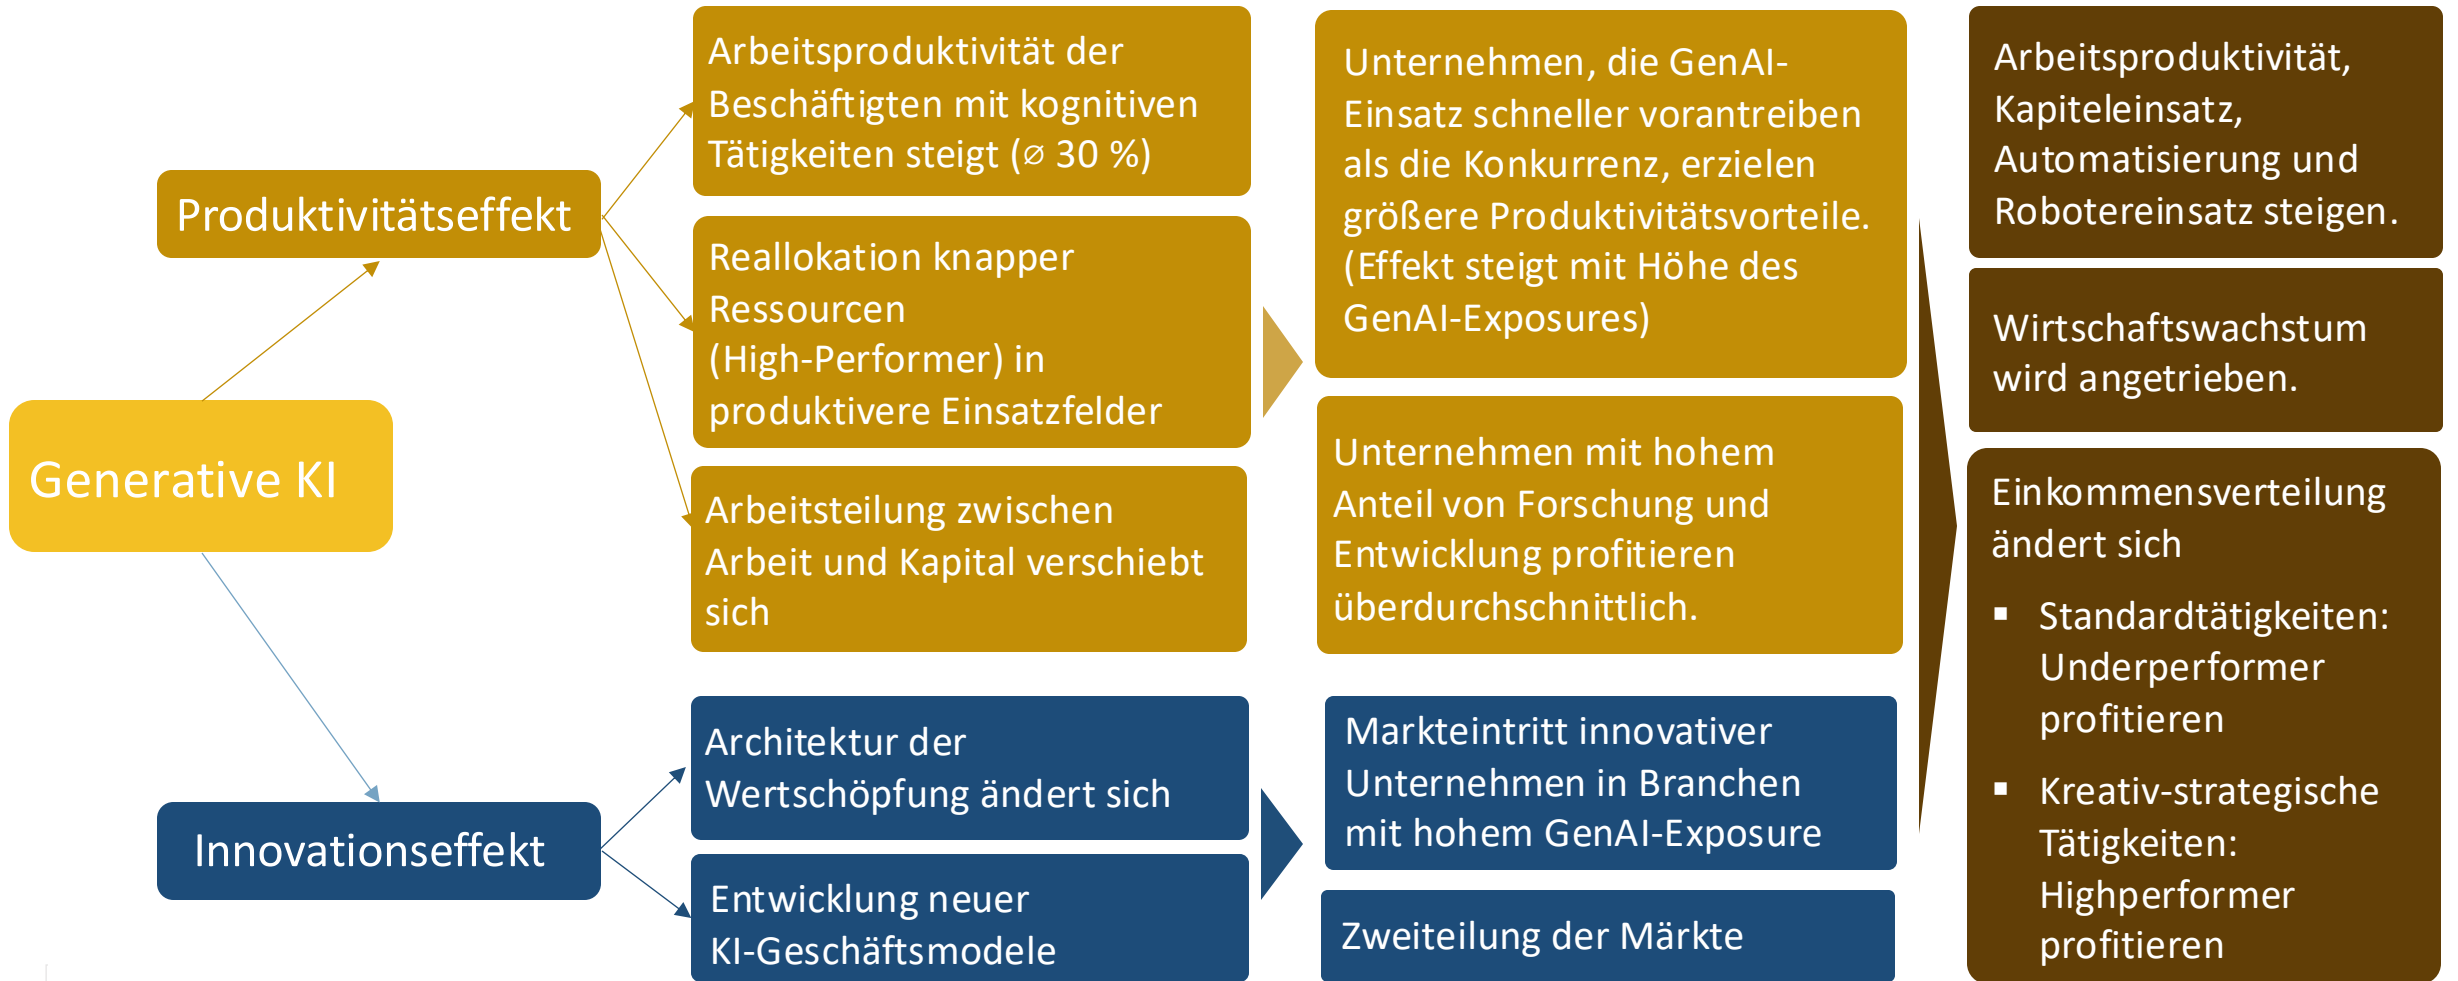 Generative KI
Produktivitätseffekt
Arbeitsproduktivität der
Beschäftigten mit kognitiven
Tätigkeiten steigt (∅ 30 %)
Reallokation knapper
Ressourcen
(High-Performer) in
produktivere Einsatzfelder
Arbeitsteilung zwischen
Arbeit und Kapital verschiebt
sich
Unternehmen, die GenAI-
Einsatz schneller vorantreiben
als die Konkurrenz, erzielen
größere Produktivitätsvorteile.
(Effekt steigt mit Höhe des
GenAI-Exposures)
Unternehmen mit hohem
Anteil von Forschung und
Entwicklung profitieren
überdurchschnittlich.
Innovationseffekt
Architektur der
Wertschöpfung ändert sich
Entwicklung neuer
KI-Geschäftsmodele
Markteintritt innovativer
Unternehmen in Branchen
mit hohem GenAI-Exposure
Zweiteilung der Märkte
Arbeitsproduktivität,
Kapiteleinsatz,
Automatisierung und
Robotereinsatz steigen.
Wirtschaftswachstum
wird angetrieben.
Einkommensverteilung
ändert sich
▪ Standardtätigkeiten:
Underperformer
profitieren
▪ Kreativ-strategische
Tätigkeiten:
Highperformer
profitieren